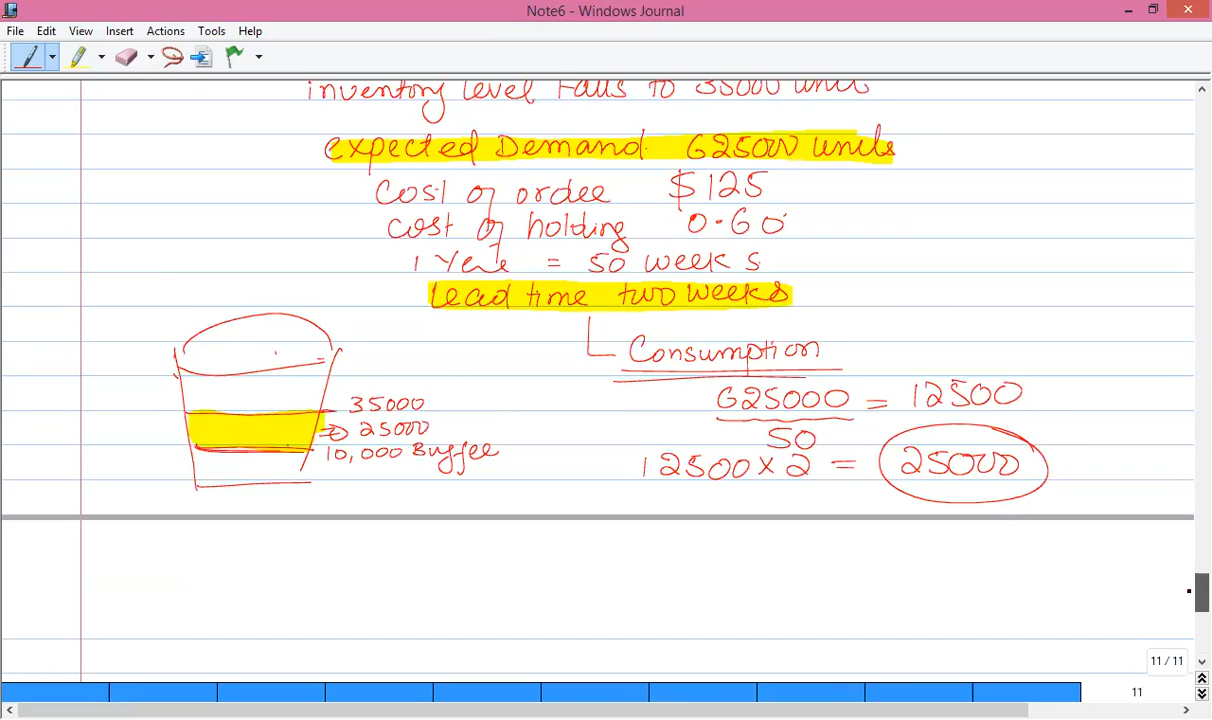 Note6 - Windows Journal
File Edit View Insert Actions Tools Help
inventory level falls to 35000 units
expected Demand 625000 units
Cost of order $125
Cost of holding 0.60
1 Year = 50 weeks
Lead time two weeks
Consumption
625000 = 12500
50
12500 x 2 = 25000
35000
25000
10,000 Buffer
11 / 11
11